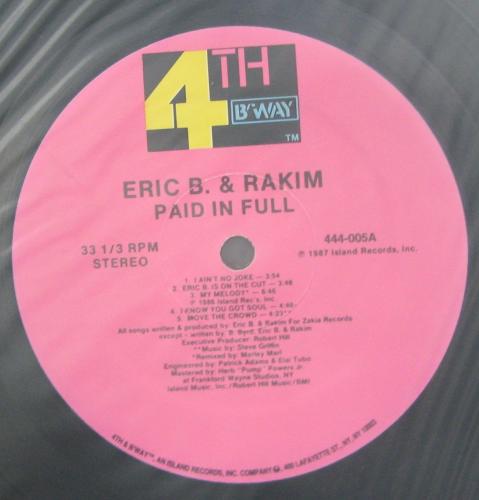 4TH
B'WAY
TM
ERIC B. & RAKIM
PAID IN FULL
33 1/3 RPM
STEREO
444-005A
℗ 1987 Island Records, Inc.
1. I AIN'T NO JOKE — 3:54
2. ERIC B. IS ON THE CUT — 3:48
3. MY MELODY* — 6:46
℗ 1986 Island Rec's. Inc.
4. I KNOW YOU GOT SOUL — 4:40
5. MOVE THE CROWD — 4:23**
All songs written & produced by: Eric B. & Rakim For Zakia Records
except - written by: B. Byrd, Eric B. & Rakim
Executive Producer: Robert Hill
**Music by: Steve Griffin
*Remixed by: Marley Marl
Engineered by: Patrick Adams & Elai Tubo
Mastered by: Herb "Pump" Powers Jr.
at Frankford Wayne Studios, NY
Island Music, Inc./Robert Hill Music/BMI
4TH & B'WAY™, AN ISLAND RECORDS, INC. COMPANY, 400 LAFAYETTE ST., NY, NY 10003